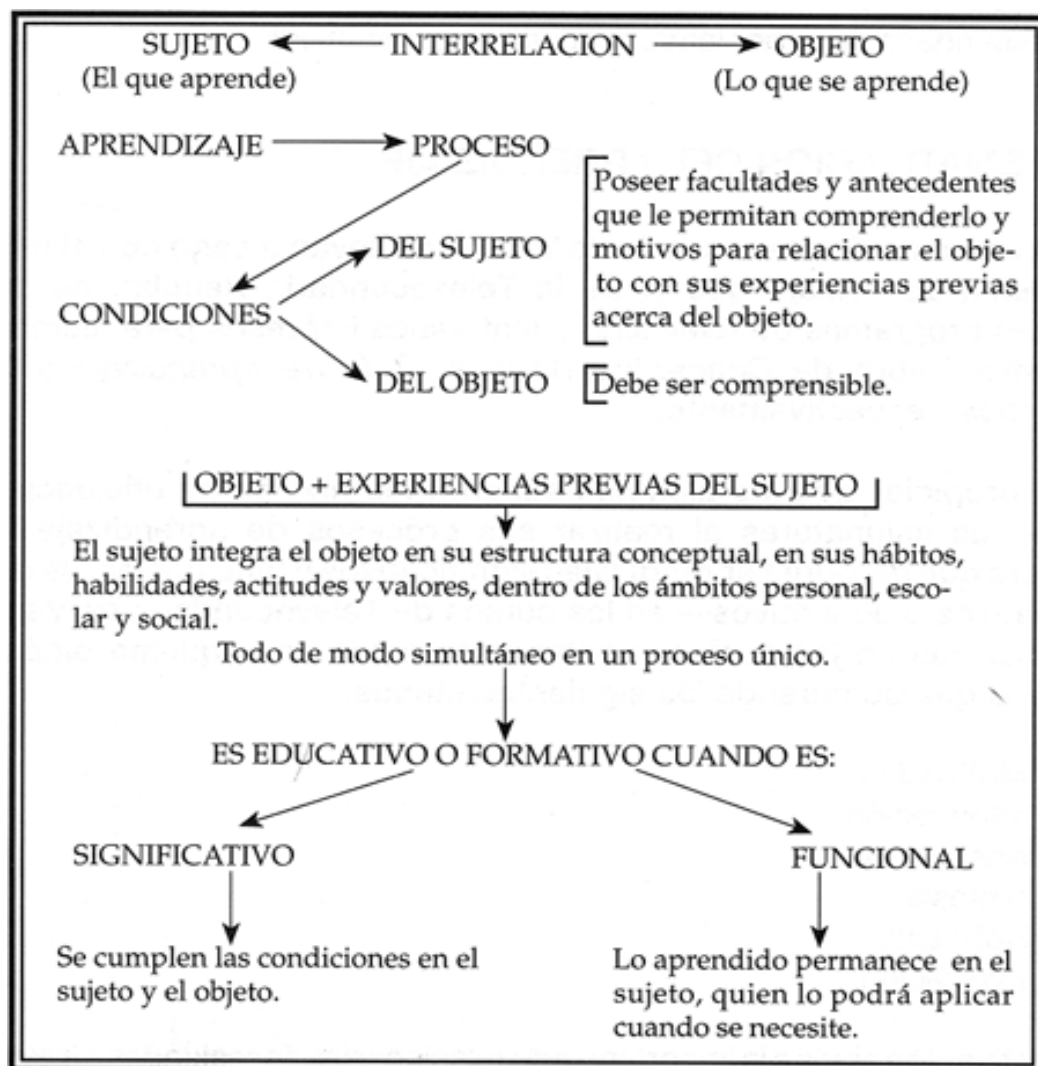 SUJETO INTERRELACION OBJETO
(El que aprende) (Lo que se aprende)
APRENDIZAJE PROCESO
Poseer facultades y antecedentes
que le permitan comprenderlo y
motivos para relacionar el obje-
to con sus experiencias previas
acerca del objeto.
DEL SUJETO
CONDICIONES
DEL OBJETO Debe ser comprensible.
OBJETO + EXPERIENCIAS PREVIAS DEL SUJETO
El sujeto integra el objeto en su estructura conceptual, en sus hábitos,
habilidades, actitudes y valores, dentro de los ámbitos personal, esco-
lar y social.
Todo de modo simultáneo en un proceso único.
ES EDUCATIVO O FORMATIVO CUANDO ES:
SIGNIFICATIVO FUNCIONAL
Se cumplen las condiciones en el
sujeto y el objeto.
Lo aprendido permanece en el
sujeto, quien lo podrá aplicar
cuando se necesite.